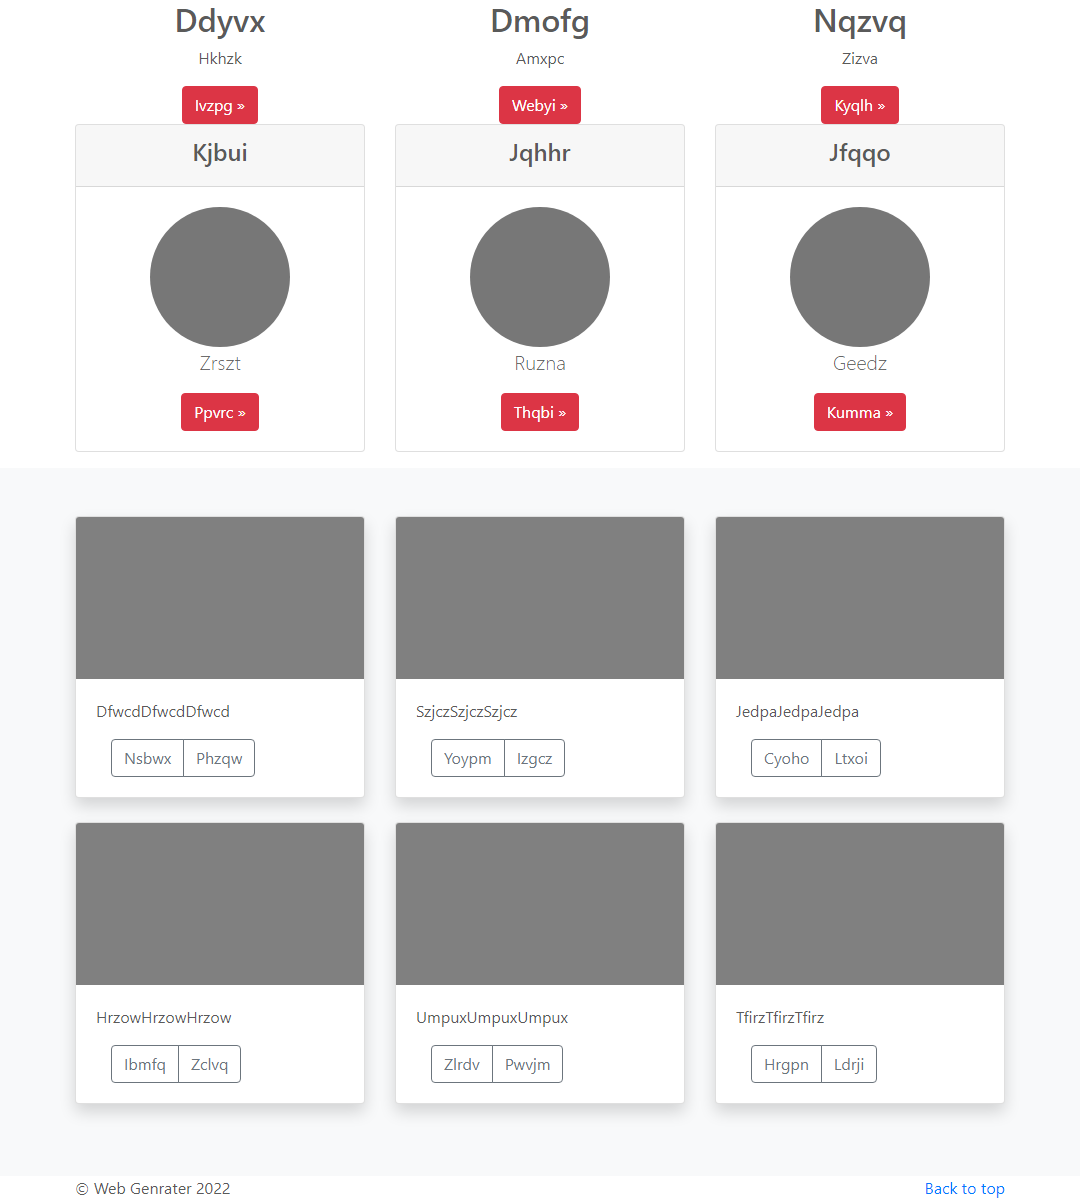 Ddyvx
Dmofg
Nqzvq
Hkhzk
Amxpc
Zizva
Ivzpg »
Webyi »
Kyqlh »
Kjbui
Jqhhr
Jfqqo
Zrszt
Ruzna
Geedz
Ppvrc »
Thqbi »
Kumma »
DfwcdDfwcdDfwcd
SzjczSzjczSzjcz
JedpaJedpaJedpa
Nsbwx Phzqw
Yoypm Izgcz
Cyoho Ltxoi
HrzowHrzowHrzow
UmpuxUmpuxUmpux
TfirzTfirzTfirz
Ibmfq Zclvq
Zlrdv Pwvjm
Hrgpn Ldrji
© Web Genrater 2022
Back to top